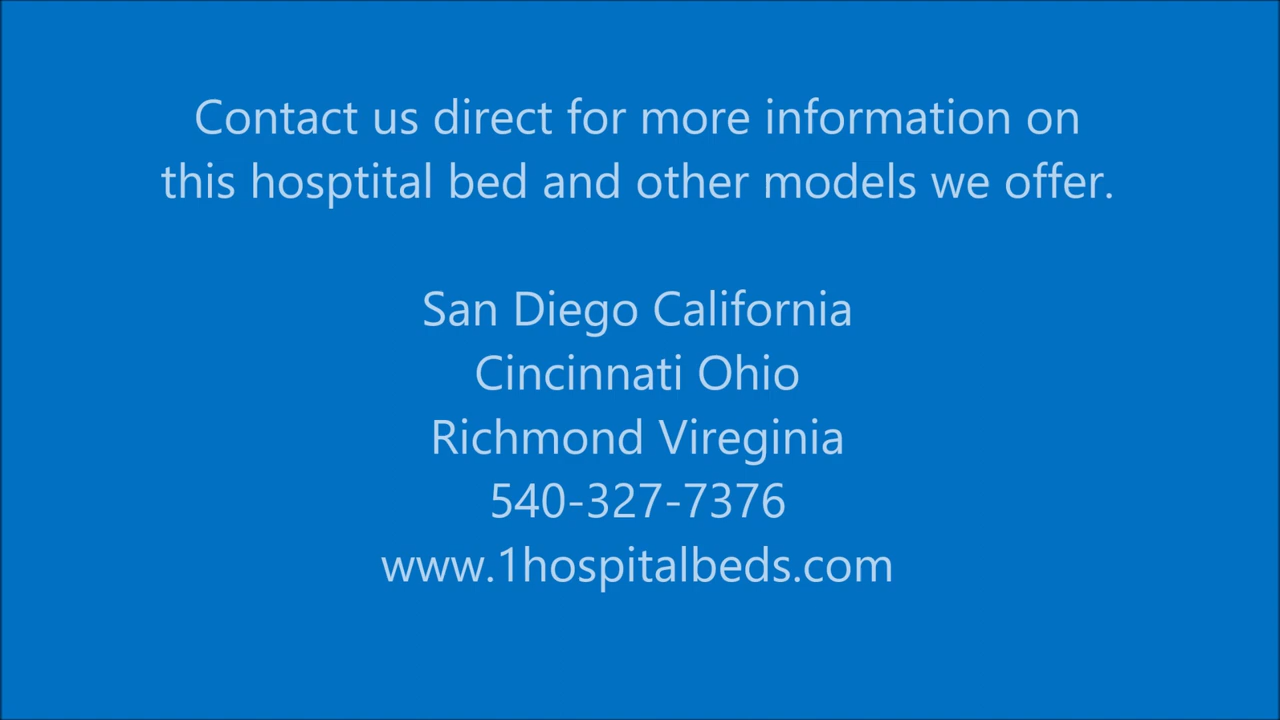 Contact us direct for more information on
this hosptital bed and other models we offer.
San Diego California
Cincinnati Ohio
Richmond Vireginia
540-327-7376
www.1hospitalbeds.com